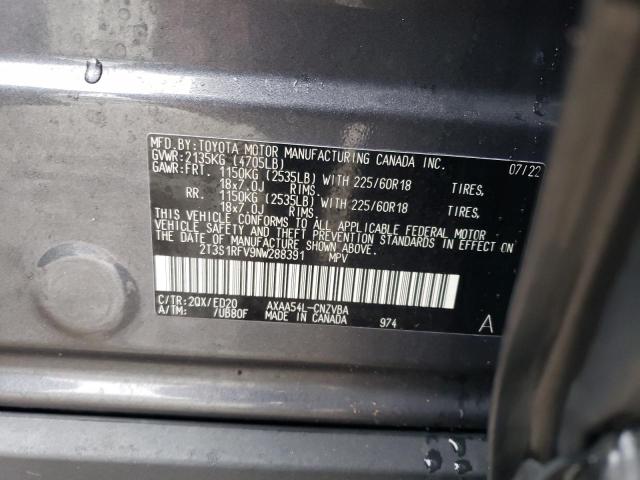 MFD. BY: TOYOTA MOTOR MANUFACTURING CANADA INC. 07/22
GVWR: 2135KG (4705LB)
GAWR: FRT. 1150KG (2535LB) WITH 225/60R18 TIRES,
18x7.0J RIMS.
RR. 1150KG (2535LB) WITH 225/60R18 TIRES,
18x7.0J RIMS.
THIS VEHICLE CONFORMS TO ALL APPLICABLE FEDERAL MOTOR
VEHICLE SAFETY AND THEFT PREVENTION STANDARDS IN EFFECT ON
THE DATE OF MANUFACTURE SHOWN ABOVE.
2T3S1RFV9NW288391 MPV
C/TR: 2QX/ED20 AXAA54L-CNZVBA
A/TM: /UB80F MADE IN CANADA 974 A